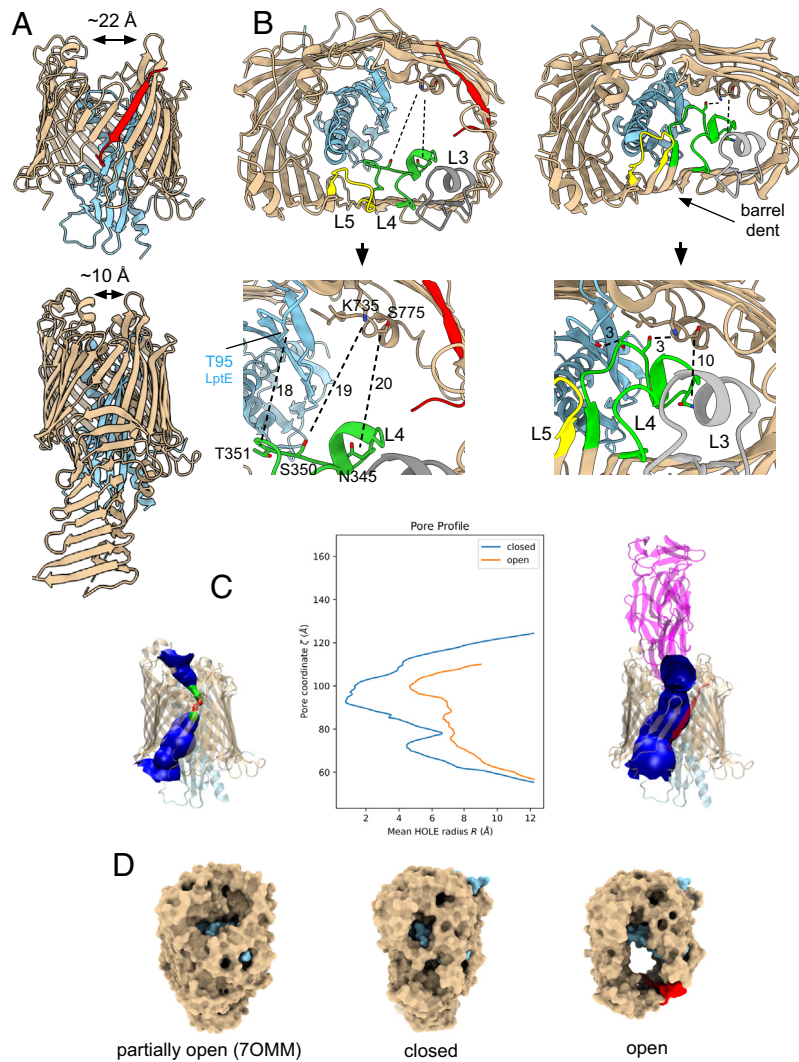 A
~22 Å
B
L3
L5 L4
barrel
dent
~10 Å
K735
S775
T95
LptE
18
19
20
L4
T351
S350
N345
3
3
10
L5
L4
L3
C
Pore Profile
closed
open
Pore coordinate ζ (Å)
160
140
120
100
80
60
2 4 6 8 10 12
Mean HOLE radius R (Å)
D
partially open (7OMM)
closed
open